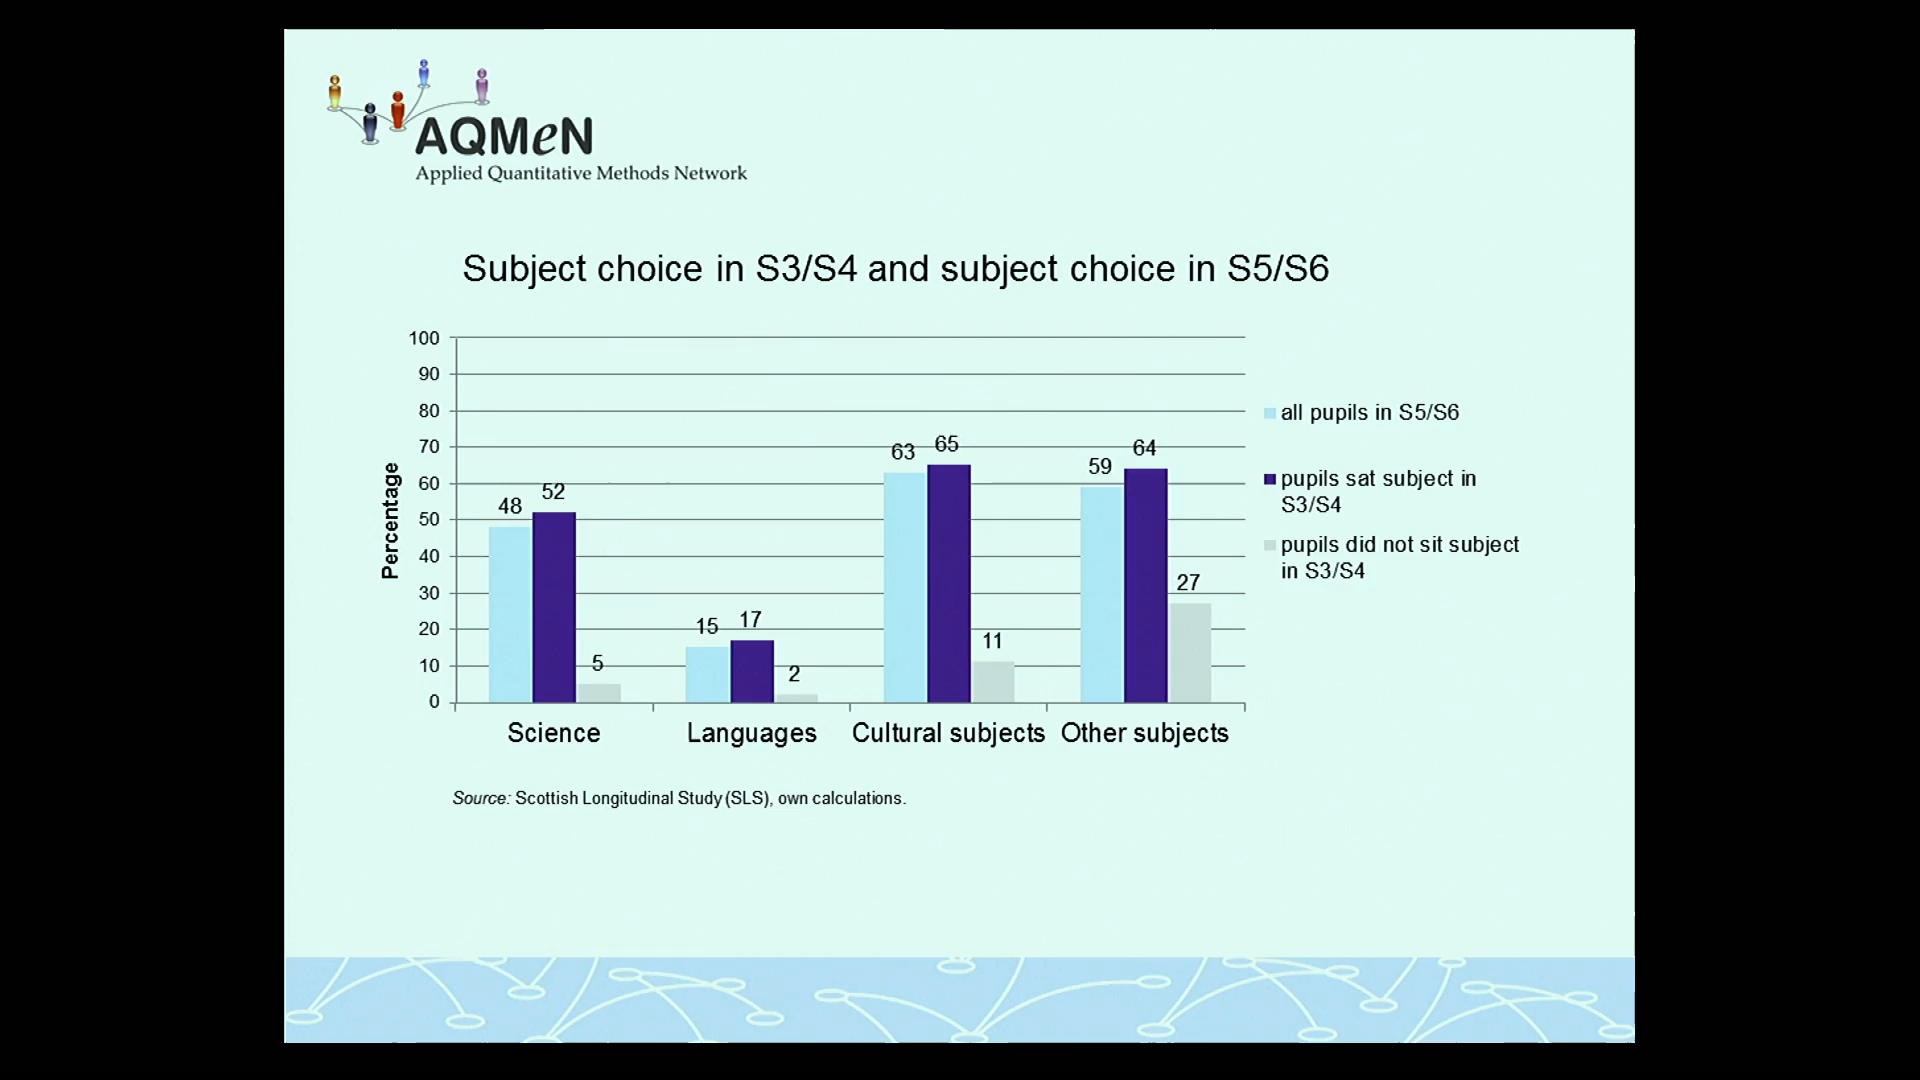 AQMeN
Applied Quantitative Methods Network
Subject choice in S3/S4 and subject choice in S5/S6
Percentage
100
90
80
70
60
50
40
30
20
10
0
48
52
5
15
17
2
63
65
11
59
64
27
Science
Languages
Cultural subjects
Other subjects
all pupils in S5/S6
pupils sat subject in
S3/S4
pupils did not sit subject
in S3/S4
Source: Scottish Longitudinal Study (SLS), own calculations.